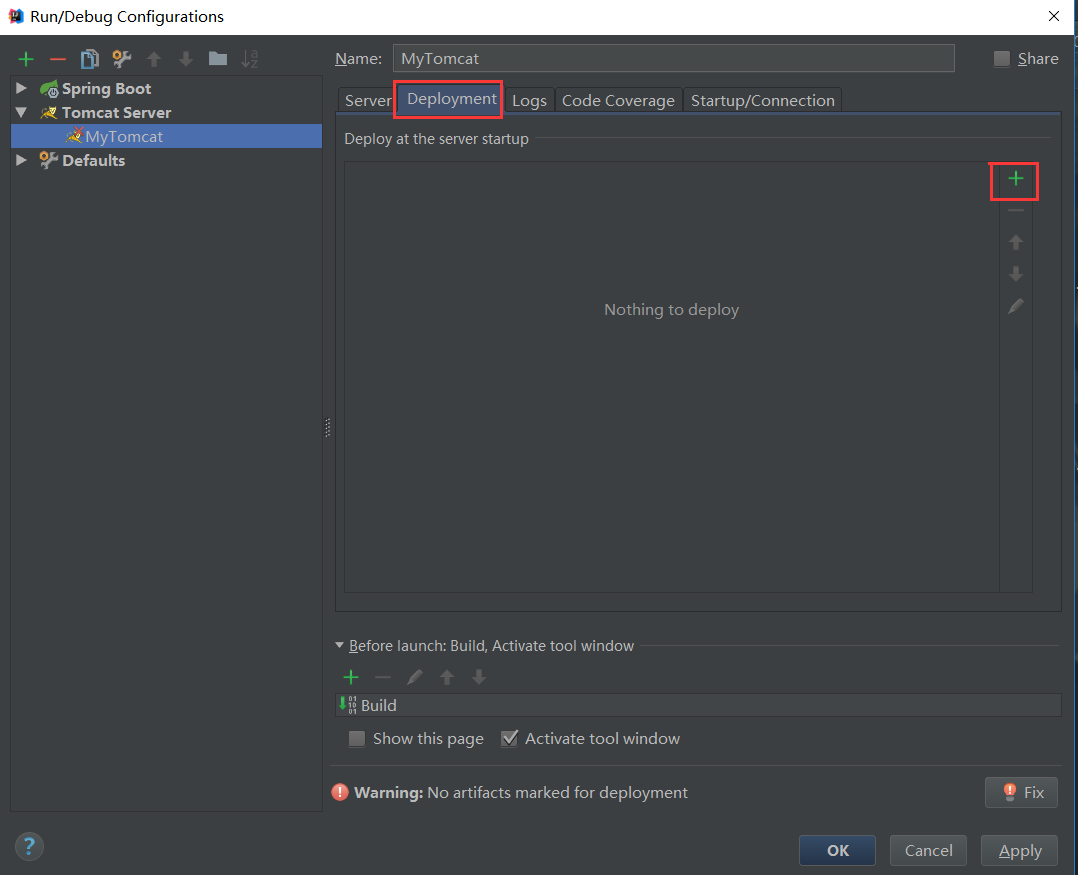 Run/Debug Configurations
Name: MyTomcat Share
Spring Boot
Tomcat Server
MyTomcat
Defaults
Server Deployment Logs Code Coverage Startup/Connection
Deploy at the server startup
Nothing to deploy
Before launch: Build, Activate tool window
Build
Show this page Activate tool window
Warning: No artifacts marked for deployment Fix
OK Cancel Apply